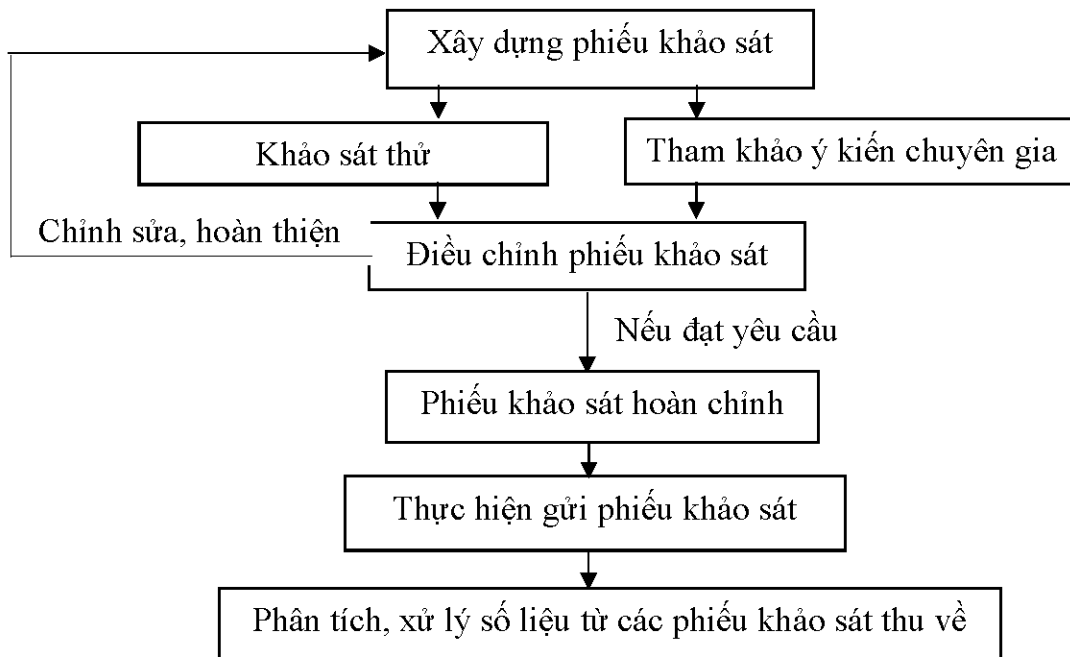 Xây dựng phiếu khảo sát
Khảo sát thử
Tham khảo ý kiến chuyên gia
Chỉnh sửa, hoàn thiện
Điều chỉnh phiếu khảo sát
Nếu đạt yêu cầu
Phiếu khảo sát hoàn chỉnh
Thực hiện gửi phiếu khảo sát
Phân tích, xử lý số liệu từ các phiếu khảo sát thu về